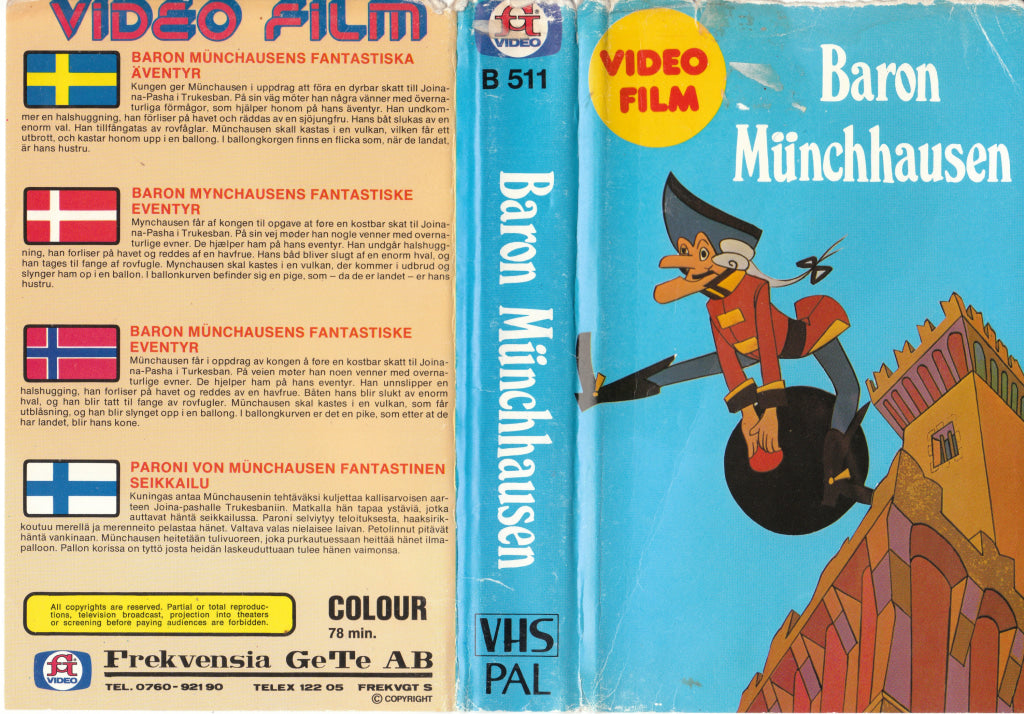 VIDEO FILM
BARON MÜNCHAUSENS FANTASTISKA
ÄVENTYR
Kungen ger Münchausen i uppdrag att föra en dyrbar skatt till Joina-
na-Pasha i Trukesban. På sin väg möter han några vänner med överna-
turliga förmågor, som hjälper honom på hans äventyr. Han undkom-
mer en halshuggning, han förliser på havet och räddas av en sjöjungfru. Hans båt slukas av en
enorm val. Han tillfångatas av rovfåglar. Münchausen skall kastas i en vulkan, vilken får ett
utbrott, och kastar honom upp i en ballong. I ballongkorgen finns en flicka som, när de landat,
är hans hustru.
BARON MYNCHAUSENS FANTASTISKE
EVENTYR
Mynchausen får af kongen til opgave at føre en kostbar skat til Joina-
na-Pasha i Trukesban. På sin vej møder han nogle venner med overna-
turlige evner. De hjælper ham på hans eventyr. Han undgår halshug-
ning, han forliser på havet og reddes af en havfrue. Hans båd bliver slugt af en enorm hval, og
han tages til fange af rovfugle. Mynchausen skal kastes i en vulkan, der kommer i udbrud og
slynger ham op i en ballon. I ballonkurven befinder sig en pige, som – da de er landet – er hans
hustru.
BARON MÜNCHAUSENS FANTASTISKE
EVENTYR
Münchausen får i oppdrag av kongen å føre en kostbar skatt til Joina-
na-Pasha i Trukesban. På veien møter han noen venner med overna-
turlige evner. De hjelper ham på hans eventyr. Han unnslipper en
halshugging, han forliser på havet og reddes av en havfrue. Båten hans blir slukt av en enorm
hval, og han blir tatt til fange av rovfugler. Münchausen skal kastes i en vulkan, som får
utblåsning, og han blir slynget opp i en ballong. I ballongkurven er det en pike, som etter at de
har landet, blir hans kone.
PARONI VON MÜNCHAUSEN FANTASTINEN
SEIKKAILU
Kuningas antaa Münchausenin tehtäväksi kuljettaa kallisarvoisen aar-
teen Joina-pashalle Trukesbaniin. Matkalla hän tapaa ystäviä, jotka
auttavat häntä seikkailussa. Paroni selviytyy teloituksesta, haaksirik-
koutuu merellä ja merenneito pelastaa hänet. Valtava valas nielaisee laivan. Petolinnut pitävät
häntä vankinaan. Münchausen heitetään tulivuoreen, joka purkautuessaan heittää hänet ilma-
palloon. Pallon korissa on tyttö josta heidän laskeuduttuaan tulee hänen vaimonsa.
All copyrights are reserved. Partial or total reproduc-
tions, television broadcast, projection into theaters
or screening before paying audiences are forbidden.
COLOUR
78 min.
VIDEO
Frekvensia GeTe AB
TEL. 0760-921 90 TELEX 122 05 FREKVGT S
© COPYRIGHT
VIDEO
B 511
Baron Münchhausen
VHS
PAL
VIDEO
FILM
Baron
Münchhausen